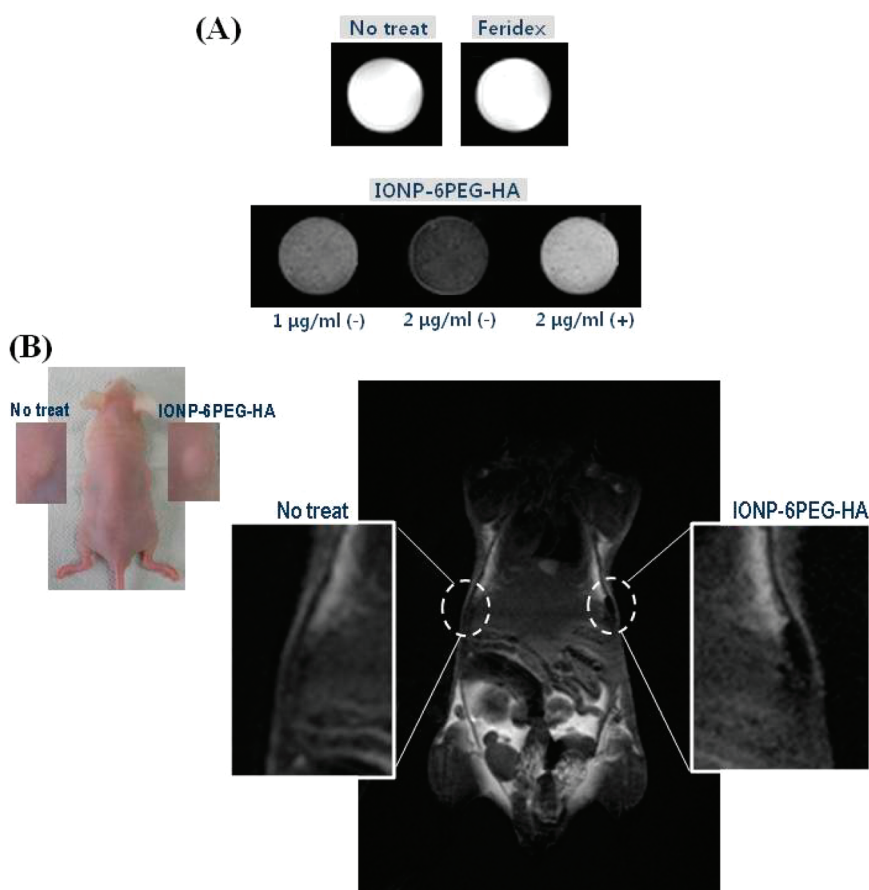 (A)
No treat Feridex
IONP-6PEG-HA
1 µg/ml (-) 2 µg/ml (-) 2 µg/ml (+)
(B)
No treat IONP-6PEG-HA
No treat IONP-6PEG-HA